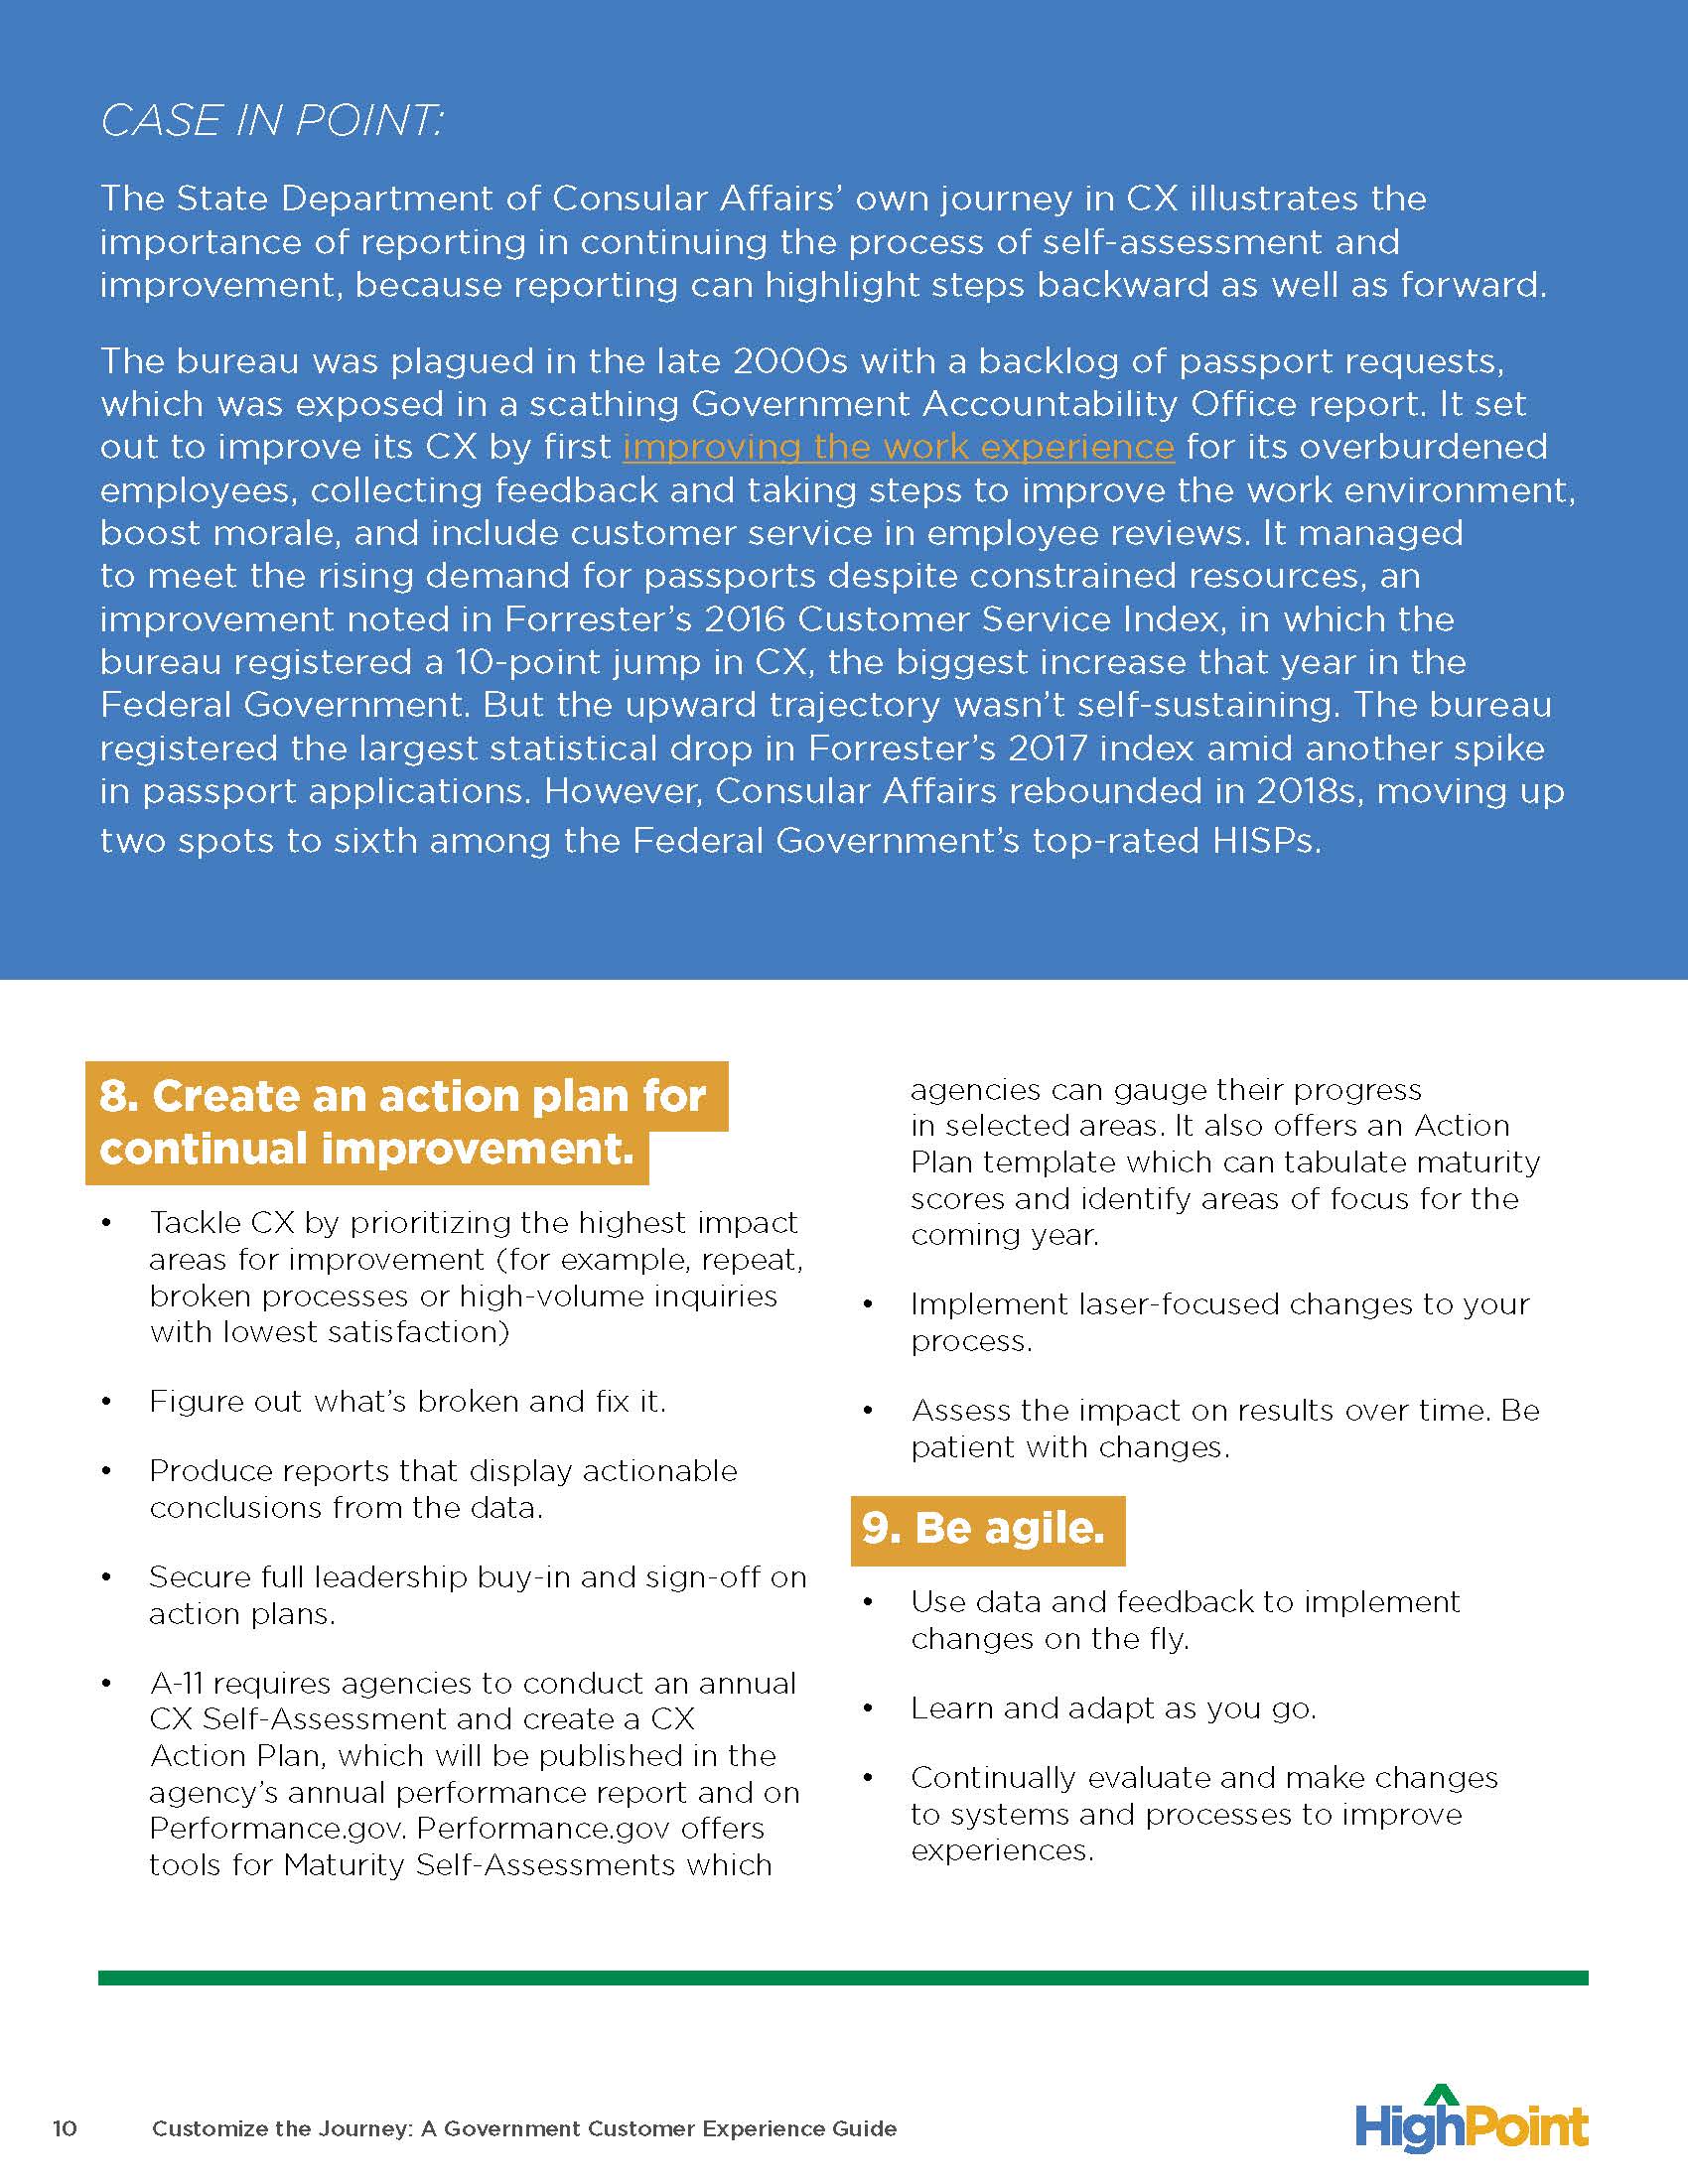 CASE IN POINT:
The State Department of Consular Affairs’ own journey in CX illustrates the
importance of reporting in continuing the process of self-assessment and
improvement, because reporting can highlight steps backward as well as forward.
The bureau was plagued in the late 2000s with a backlog of passport requests,
which was exposed in a scathing Government Accountability Office report. It set
out to improve its CX by first improving the work experience for its overburdened
employees, collecting feedback and taking steps to improve the work environment,
boost morale, and include customer service in employee reviews. It managed
to meet the rising demand for passports despite constrained resources, an
improvement noted in Forrester’s 2016 Customer Service Index, in which the
bureau registered a 10-point jump in CX, the biggest increase that year in the
Federal Government. But the upward trajectory wasn’t self-sustaining. The bureau
registered the largest statistical drop in Forrester’s 2017 index amid another spike
in passport applications. However, Consular Affairs rebounded in 2018s, moving up
two spots to sixth among the Federal Government’s top-rated HISPs.
8. Create an action plan for
continual improvement.
• Tackle CX by prioritizing the highest impact
areas for improvement (for example, repeat,
broken processes or high-volume inquiries
with lowest satisfaction)
• Figure out what’s broken and fix it.
• Produce reports that display actionable
conclusions from the data.
• Secure full leadership buy-in and sign-off on
action plans.
• A-11 requires agencies to conduct an annual
CX Self-Assessment and create a CX
Action Plan, which will be published in the
agency’s annual performance report and on
Performance.gov. Performance.gov offers
tools for Maturity Self-Assessments which
agencies can gauge their progress
in selected areas. It also offers an Action
Plan template which can tabulate maturity
scores and identify areas of focus for the
coming year.
• Implement laser-focused changes to your
process.
• Assess the impact on results over time. Be
patient with changes.
9. Be agile.
• Use data and feedback to implement
changes on the fly.
• Learn and adapt as you go.
• Continually evaluate and make changes
to systems and processes to improve
experiences.
10 Customize the Journey: A Government Customer Experience Guide
HighPoint